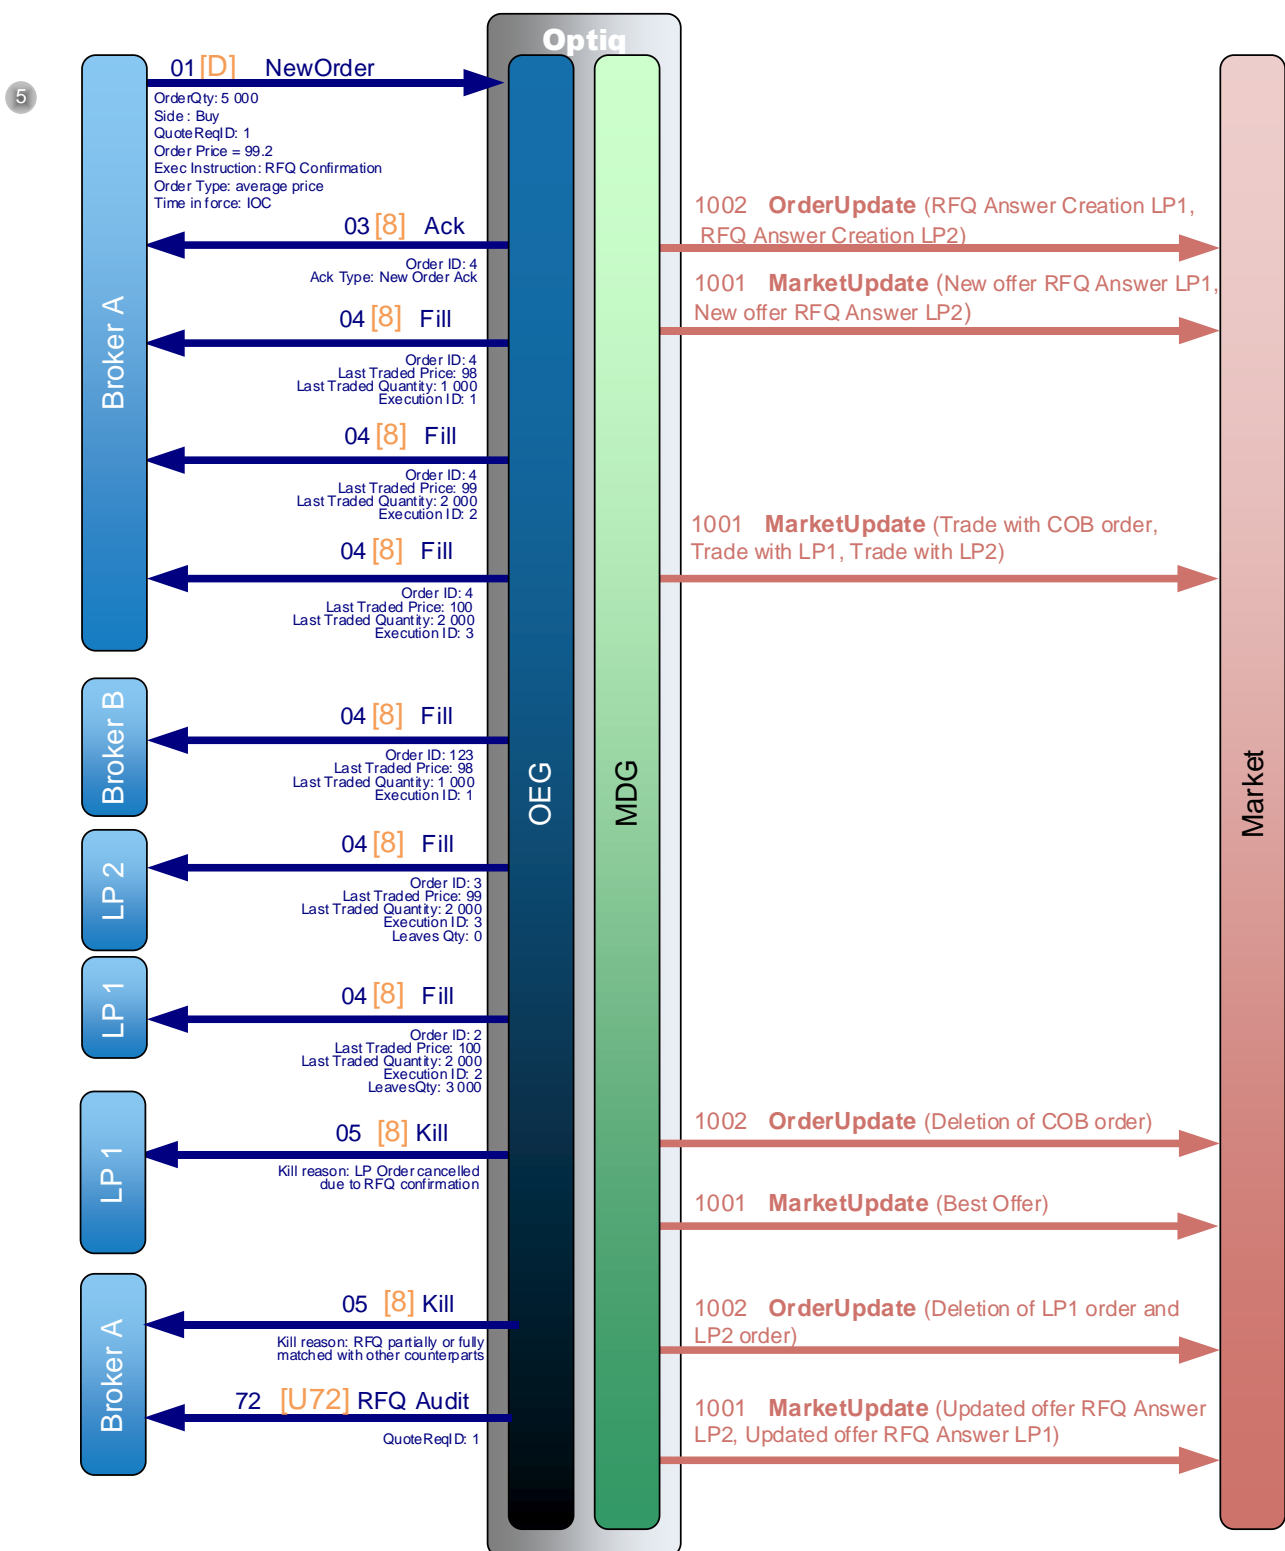 Optiq
5
01 [D] NewOrder
OrderQty: 5 000
Side : Buy
QuoteReqID: 1
Order Price = 99.2
Exec Instruction: RFQ Confirmation
Order Type: average price
Time in force: IOC
03 [8] Ack
Order ID: 4
Ack Type: New Order Ack
04 [8] Fill
Order ID: 4
Last Traded Price: 98
Last Traded Quantity: 1 000
Execution ID: 1
04 [8] Fill
Order ID: 4
Last Traded Price: 99
Last Traded Quantity: 2 000
Execution ID: 2
04 [8] Fill
Order ID: 4
Last Traded Price: 100
Last Traded Quantity: 2 000
Execution ID: 3
Broker A
04 [8] Fill
Order ID: 123
Last Traded Price: 98
Last Traded Quantity: 1 000
Execution ID: 1
Broker B
04 [8] Fill
Order ID: 3
Last Traded Price: 99
Last Traded Quantity: 2 000
Execution ID: 3
Leaves Qty: 0
LP 2
04 [8] Fill
Order ID: 2
Last Traded Price: 100
Last Traded Quantity: 2 000
Execution ID: 2
LeavesQty: 3 000
LP 1
05 [8] Kill
Kill reason: LP Order cancelled
due to RFQ confirmation
LP 1
05 [8] Kill
Kill reason: RFQ partially or fully
matched with other counterparts
72 [U72] RFQ Audit
QuoteReqID: 1
Broker A
OEG
MDG
1002 OrderUpdate (RFQ Answer Creation LP1,
RFQ Answer Creation LP2)
1001 MarketUpdate (New offer RFQ Answer LP1,
New offer RFQ Answer LP2)
1001 MarketUpdate (Trade with COB order,
Trade with LP1, Trade with LP2)
1002 OrderUpdate (Deletion of COB order)
1001 MarketUpdate (Best Offer)
1002 OrderUpdate (Deletion of LP1 order and
LP2 order)
1001 MarketUpdate (Updated offer RFQ Answer
LP2, Updated offer RFQ Answer LP1)
Market